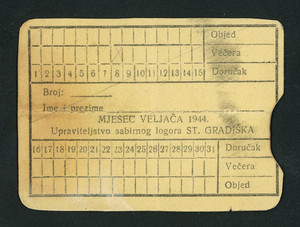 Objed
Večera
1 2 3 4 5 6 7 8 9 10 11 12 13 14 15 Doručak
Broj:
Ime i prezime
MJESEC VELJAČA 1944.
Upraviteljstvo sabirnog logora ST. GRADIŠKA
16 17 18 19 20 21 22 23 24 25 26 27 28 29 30 31 Doručak
Večera
Objed